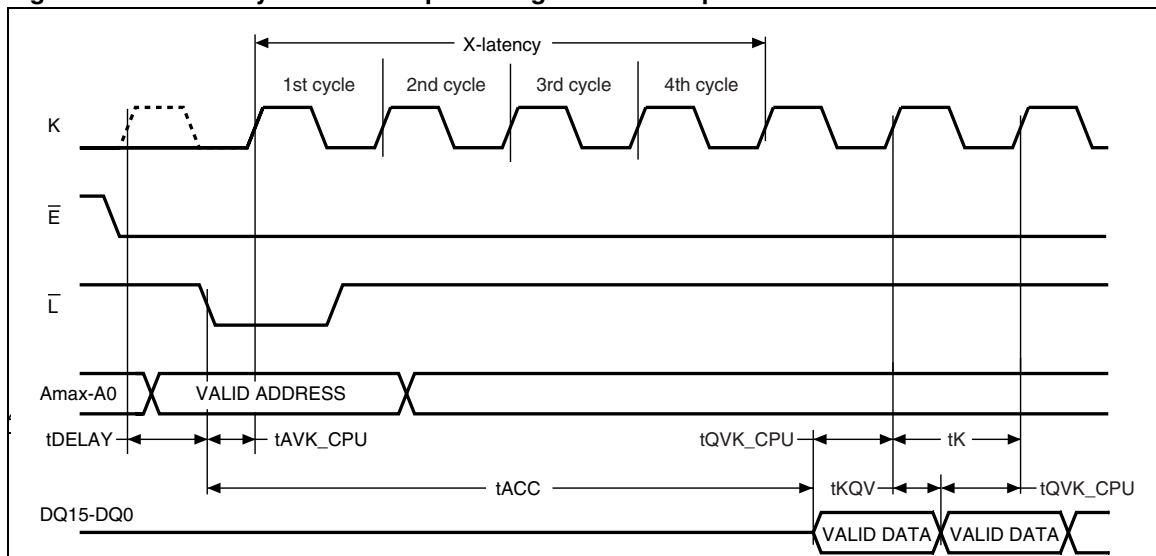 X-latency
1st cycle 2nd cycle 3rd cycle 4th cycle
K
E
L
Amax-A0 VALID ADDRESS
tDELAY tAVK_CPU tQVK_CPU tK
tACC tKQV tQVK_CPU
DQ15-DQ0
VALID DATA VALID DATA